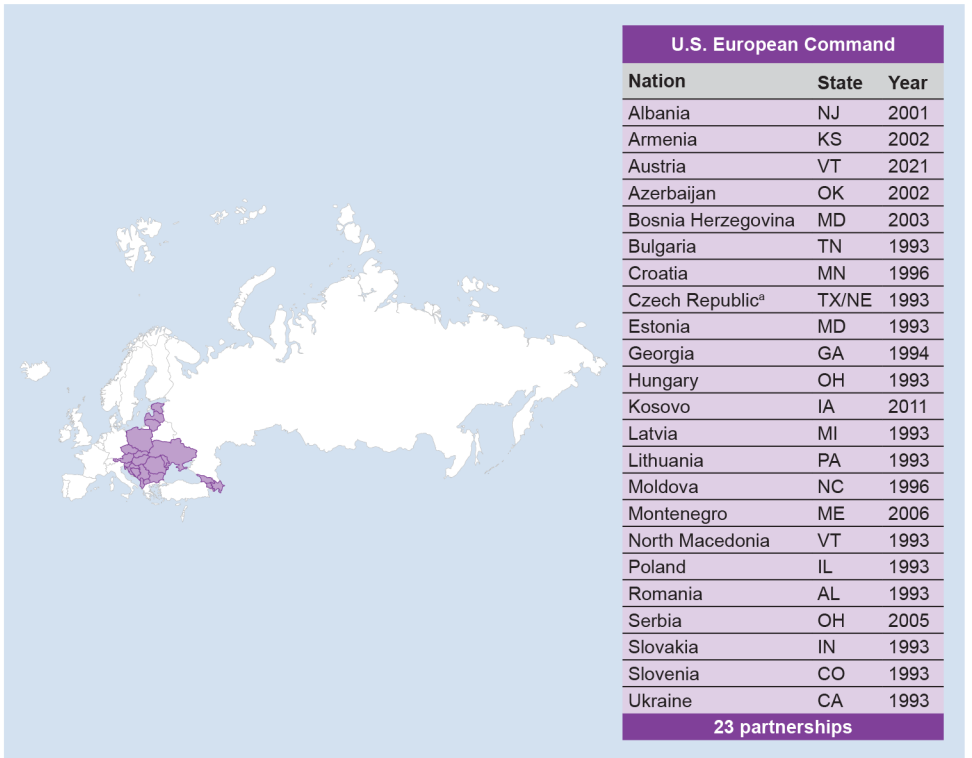 U.S. European Command
Nation State Year
Albania NJ 2001
Armenia KS 2002
Austria VT 2021
Azerbaijan OK 2002
Bosnia Herzegovina MD 2003
Bulgaria TN 1993
Croatia MN 1996
Czech Republicᵃ TX/NE 1993
Estonia MD 1993
Georgia GA 1994
Hungary OH 1993
Kosovo IA 2011
Latvia MI 1993
Lithuania PA 1993
Moldova NC 1996
Montenegro ME 2006
North Macedonia VT 1993
Poland IL 1993
Romania AL 1993
Serbia OH 2005
Slovakia IN 1993
Slovenia CO 1993
Ukraine CA 1993
23 partnerships